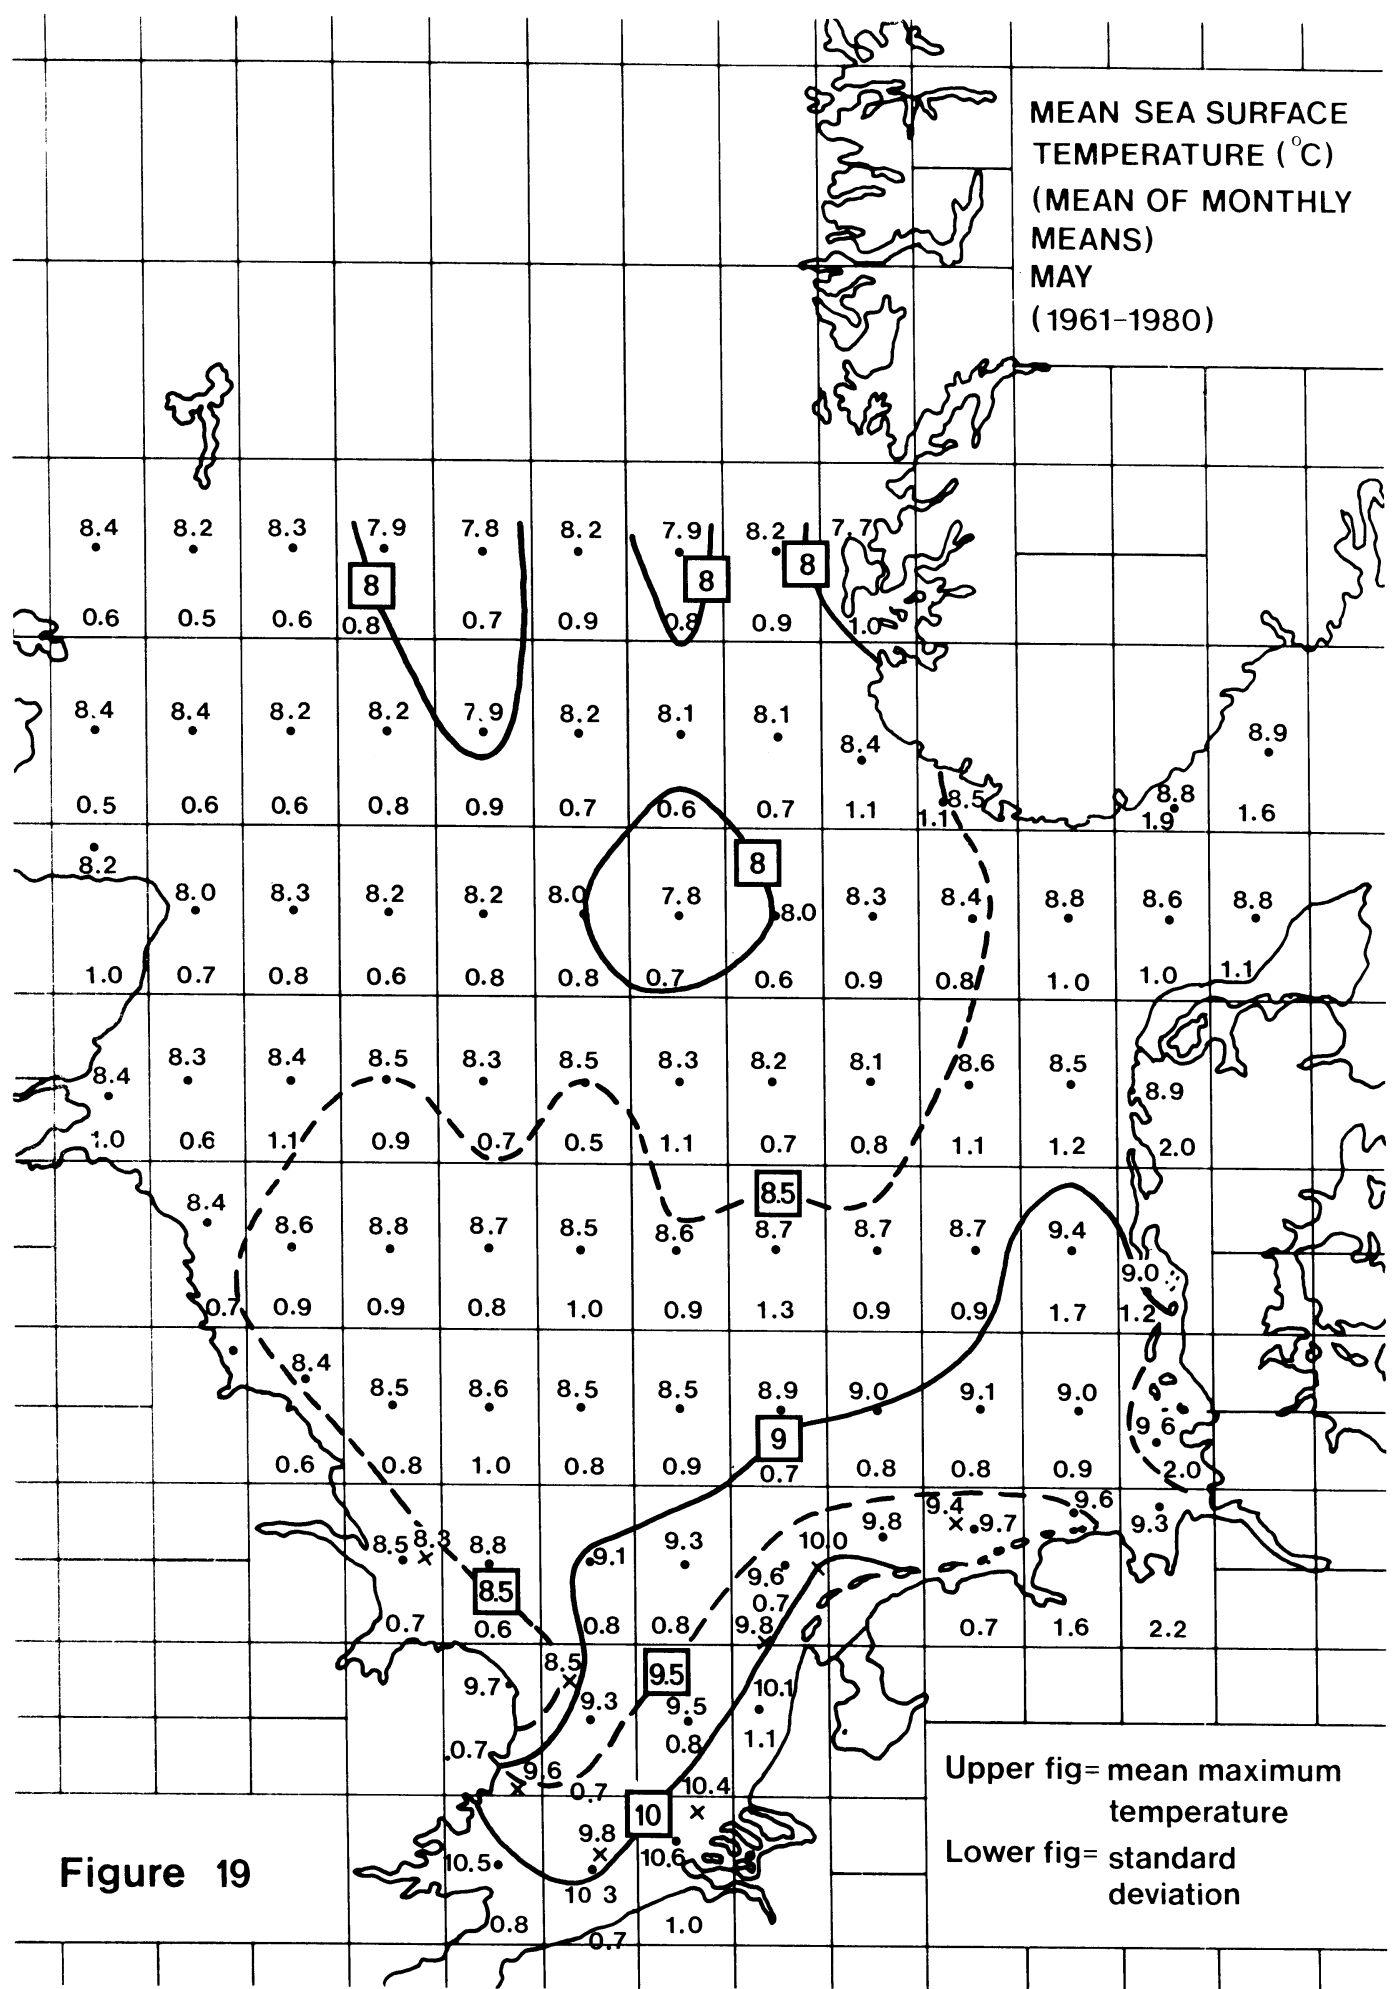 MEAN SEA SURFACE
TEMPERATURE (°C)
(MEAN OF MONTHLY
MEANS)
MAY
(1961-1980)
8.4 8.2 8.3 7.9 7.8 8.2 7.9 8.2 7.7
8 8 8
0.6 0.5 0.6 0.8 0.7 0.9 0.8 0.9 1.0
8.4 8.4 8.2 8.2 7.9 8.2 8.1 8.1 8.4 8.9
0.5 0.6 0.6 0.8 0.9 0.7 0.6 0.7 1.1 1.1 8.5 8.8 1.9 1.6
8
8.2 8.0 8.3 8.2 8.2 8.0 7.8 8.0 8.3 8.4 8.8 8.6 8.8
1.0 0.7 0.8 0.6 0.8 0.8 0.7 0.6 0.9 0.8 1.0 1.0 1.1
8.4 8.3 8.4 8.5 8.3 8.5 8.3 8.2 8.1 8.6 8.5 8.9
1.0 0.6 1.1 0.9 0.7 0.5 1.1 0.7 0.8 1.1 1.2 2.0
8.5
8.4 8.6 8.8 8.7 8.5 8.6 8.7 8.7 8.7 9.4 9.0
0.7 0.9 0.9 0.8 1.0 0.9 1.3 0.9 0.9 1.7 1.2
8.4 8.5 8.6 8.5 8.5 8.9 9.0 9.1 9.0 9 6
9
0.6 0.8 1.0 0.8 0.9 0.7 0.8 0.8 0.9 2.0
8.5 8.3 8.8 9.1 9.3 9.6 10.0 9.8 9.4 9.7 9.6 9.3
8.5
0.7
0.7 0.6 0.8 0.8 9.8 0.7 1.6 2.2
8.5
9.5
9.7 9.3 9.5 10.1
0.7 0.8 1.1
9.6 0.7 10.4
10
9.8
10.5 10.6
10 3
0.8 0.7 1.0
Upper fig= mean maximum
temperature
Lower fig= standard
deviation
Figure 19